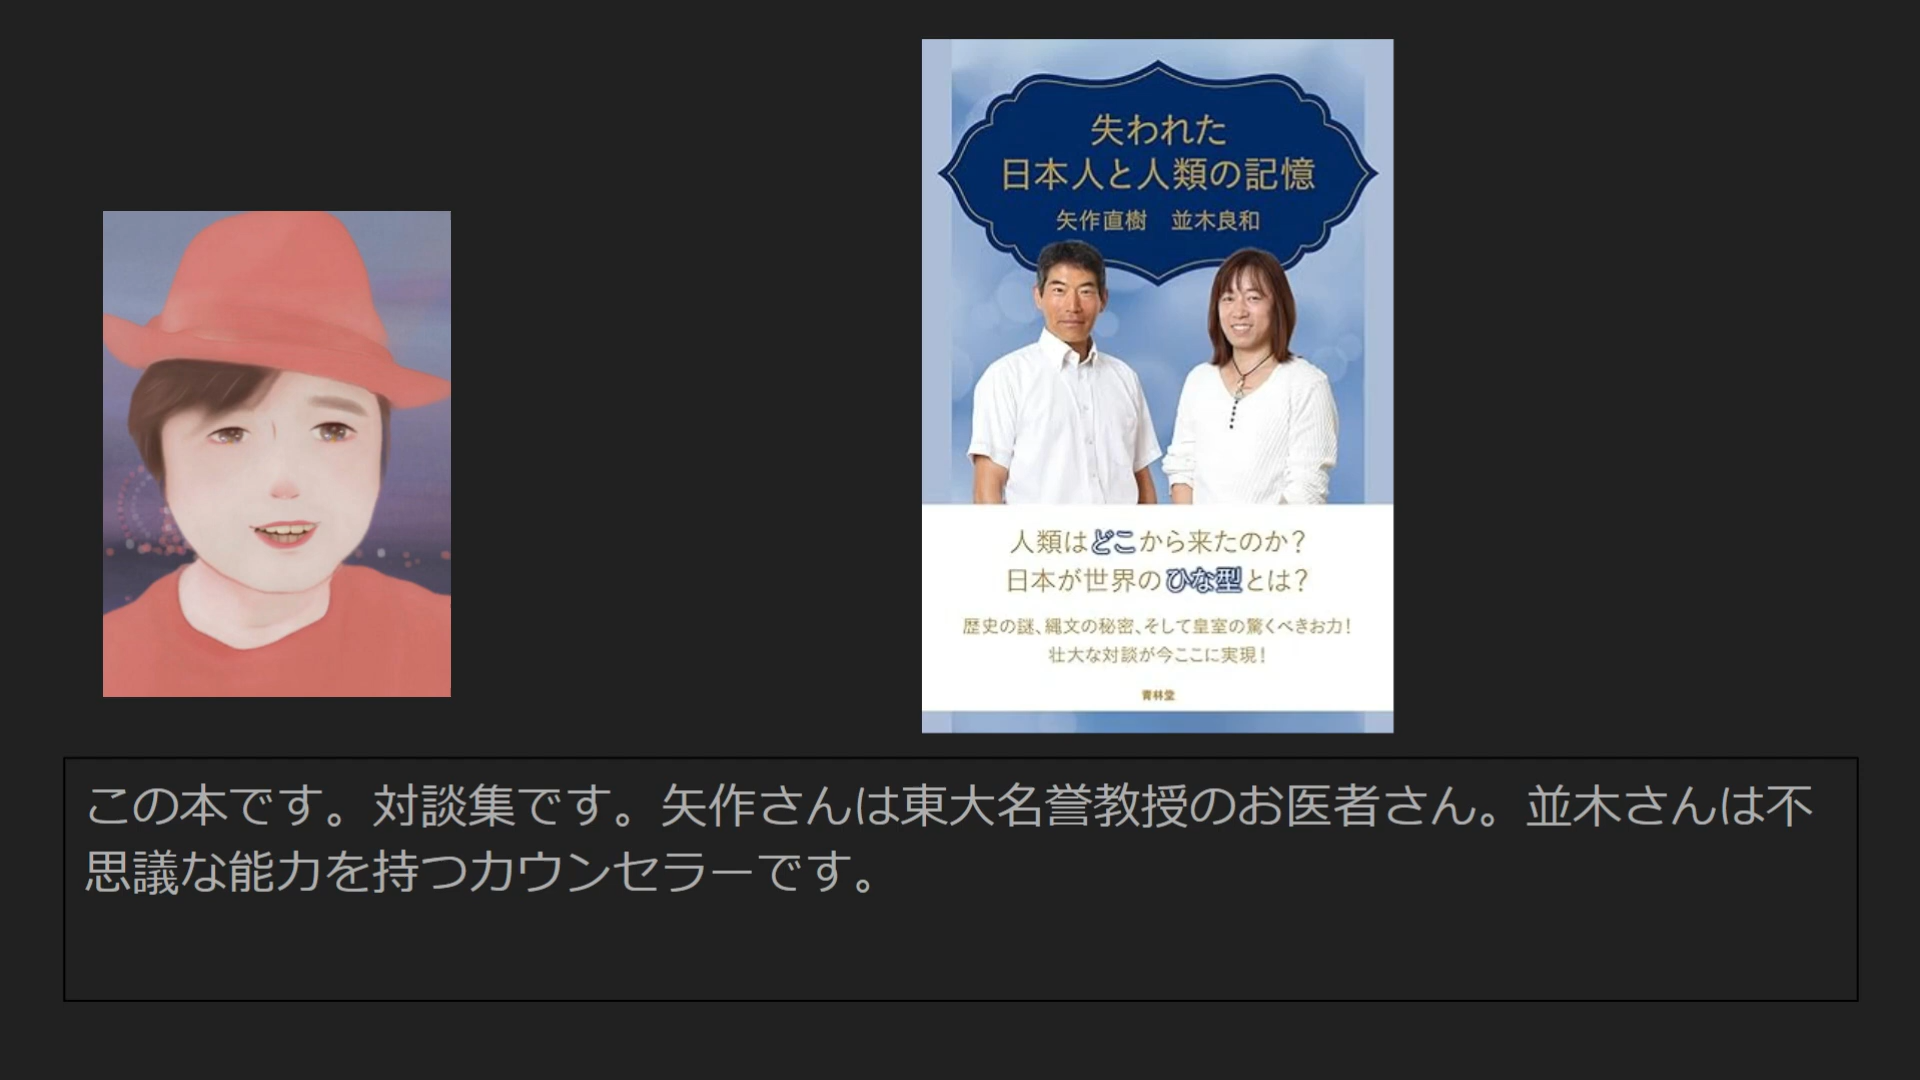 失われた
日本人と人類の記憶
矢作直樹　並木良和
人類はどこから来たのか？
日本が世界のひな型とは？
歴史の謎、縄文の秘密、そして皇室の驚くべきお力！
壮大な対談が今ここに実現！
青林堂
この本です。対談集です。矢作さんは東大名誉教授のお医者さん。並木さんは不
思議な能力を持つカウンセラーです。